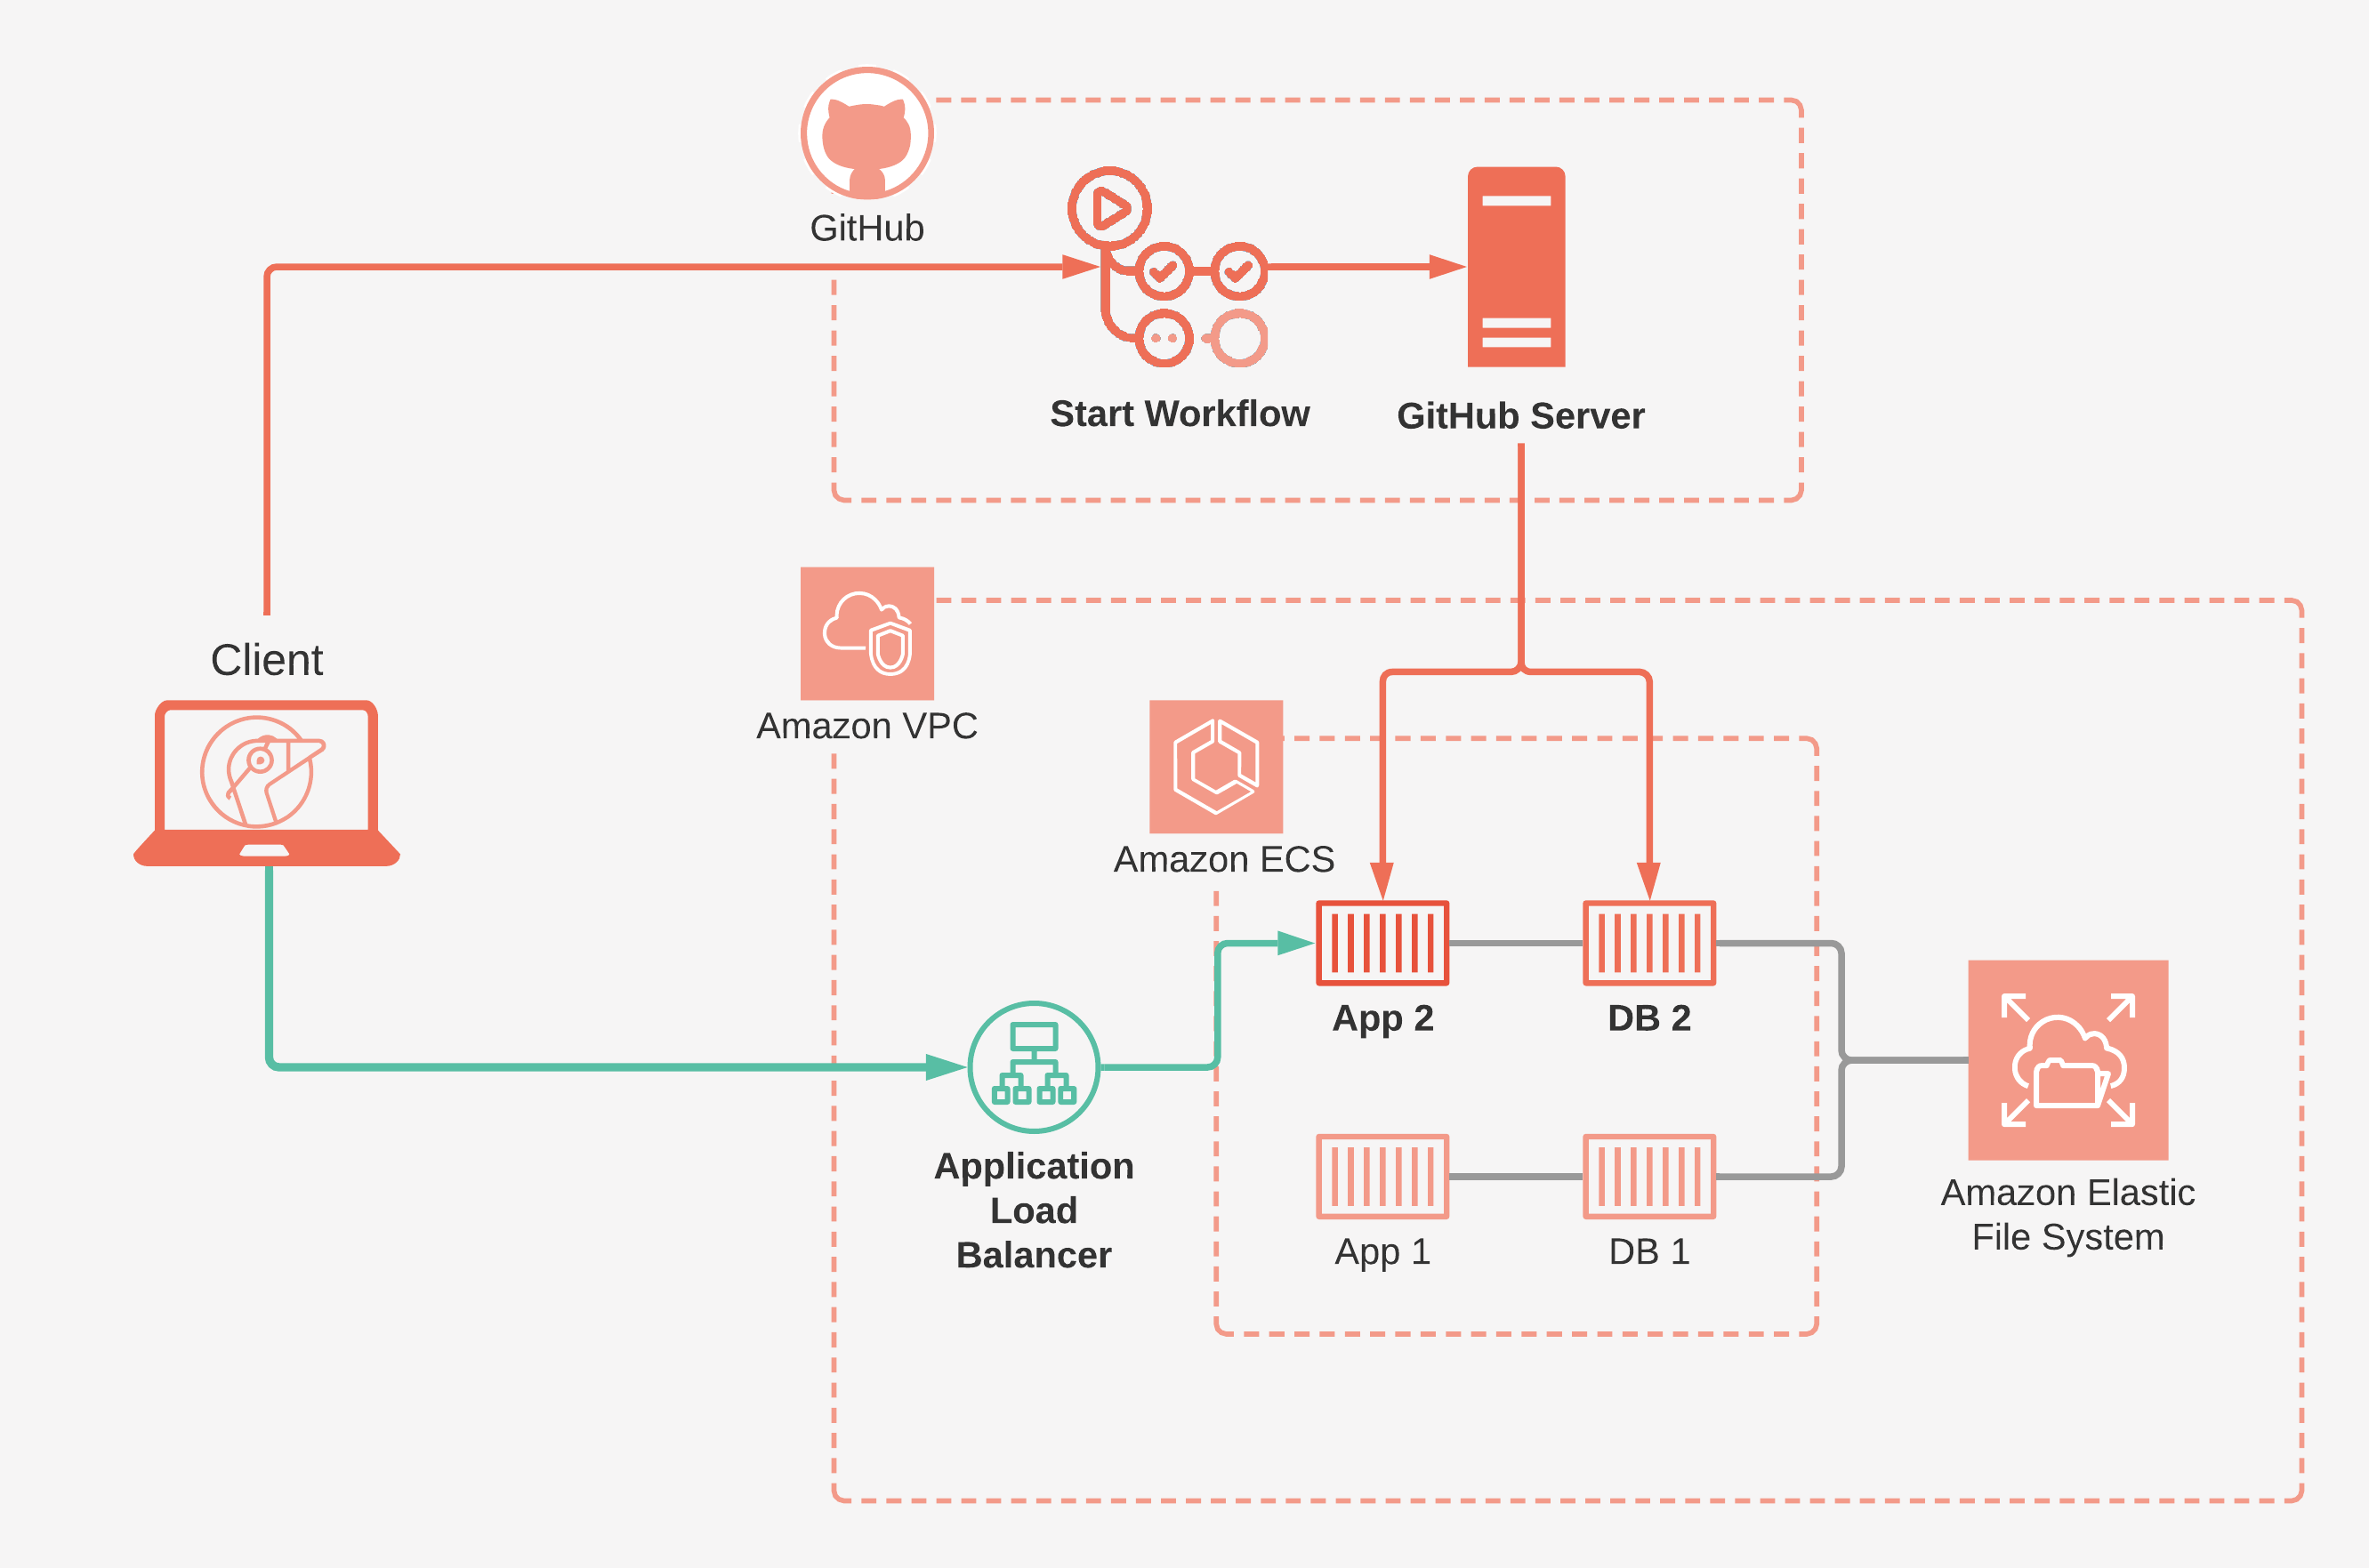 GitHub
Start Workflow
GitHub Server
Client
Amazon VPC
Amazon ECS
App 2
DB 2
Application
Load
Balancer
Amazon Elastic
File System
App 1
DB 1